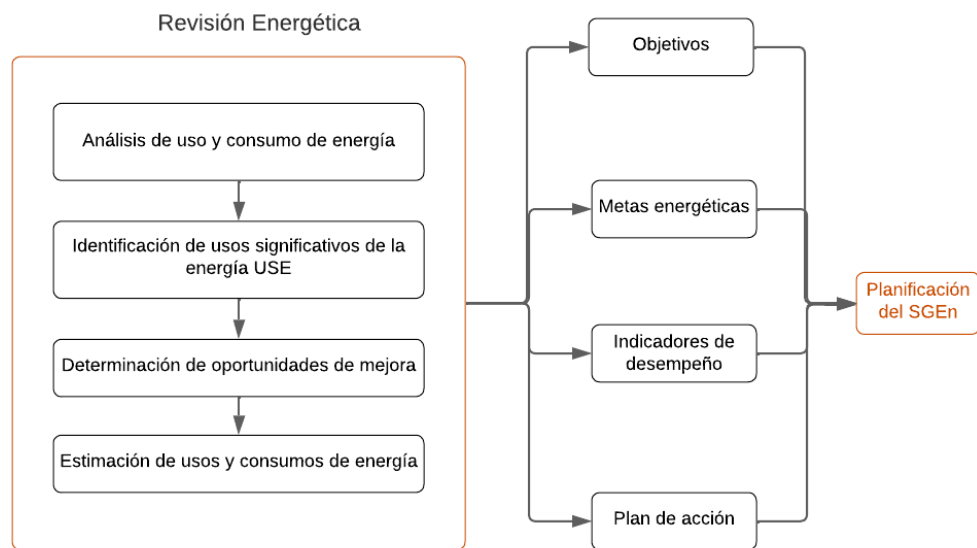 Revisión Energética
Análisis de uso y consumo de energía
Identificación de usos significativos de la
energía USE
Determinación de oportunidades de mejora
Estimación de usos y consumos de energía
Objetivos
Metas energéticas
Indicadores de
desempeño
Plan de acción
Planificación
del SGEn